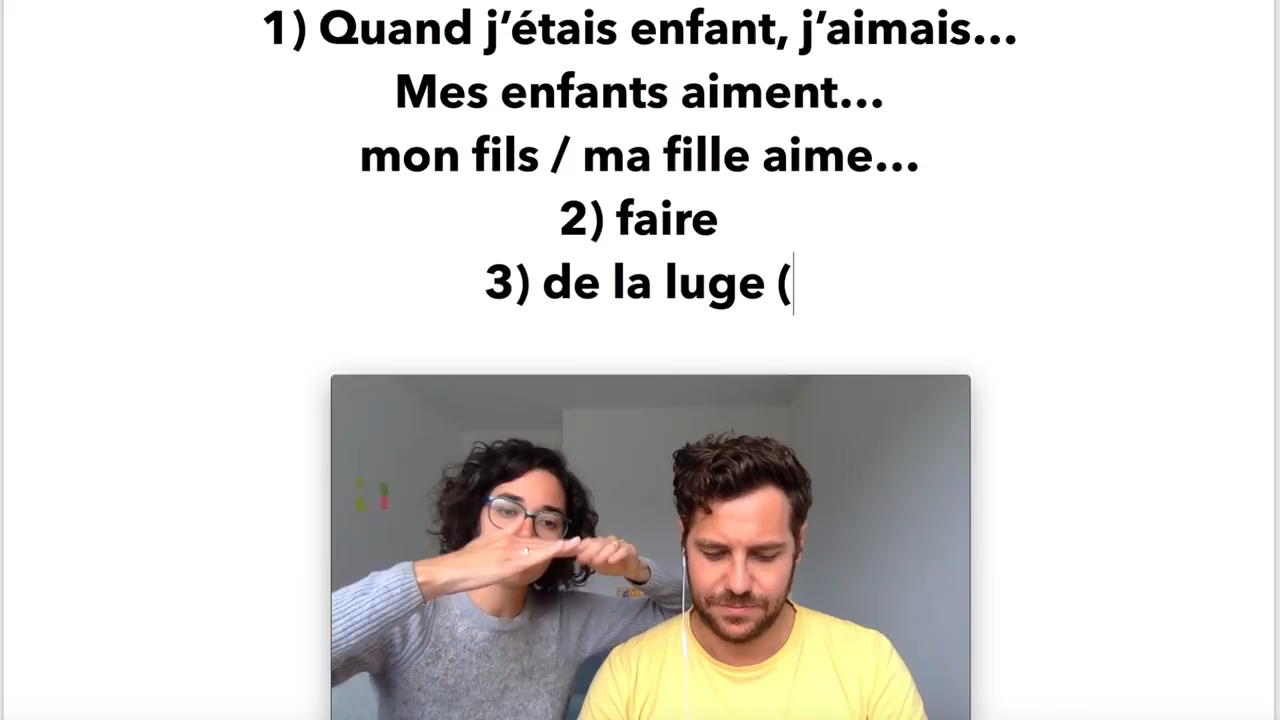 1) Quand j’étais enfant, j’aimais…
Mes enfants aiment…
mon fils / ma fille aime…
2) faire
3) de la luge (